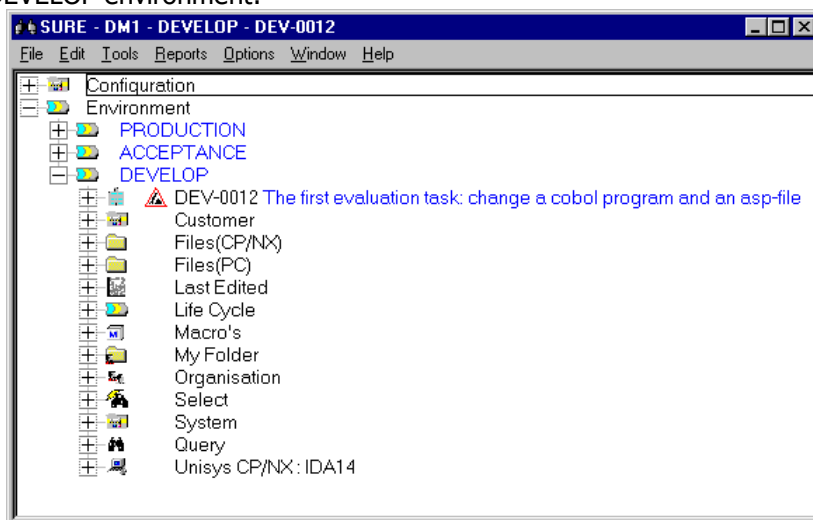 DEVELOP environment.
SURE - DM1 - DEVELOP - DEV-0012
File Edit Tools Reports Options Window Help
Configuration
Environment
PRODUCTION
ACCEPTANCE
DEVELOP
DEV-0012 The first evaluation task: change a cobol program and an asp-file
Customer
Files(CP/NX)
Files(PC)
Last Edited
Life Cycle
Macro's
My Folder
Organisation
Select
System
Query
Unisys CP/NX : IDA14